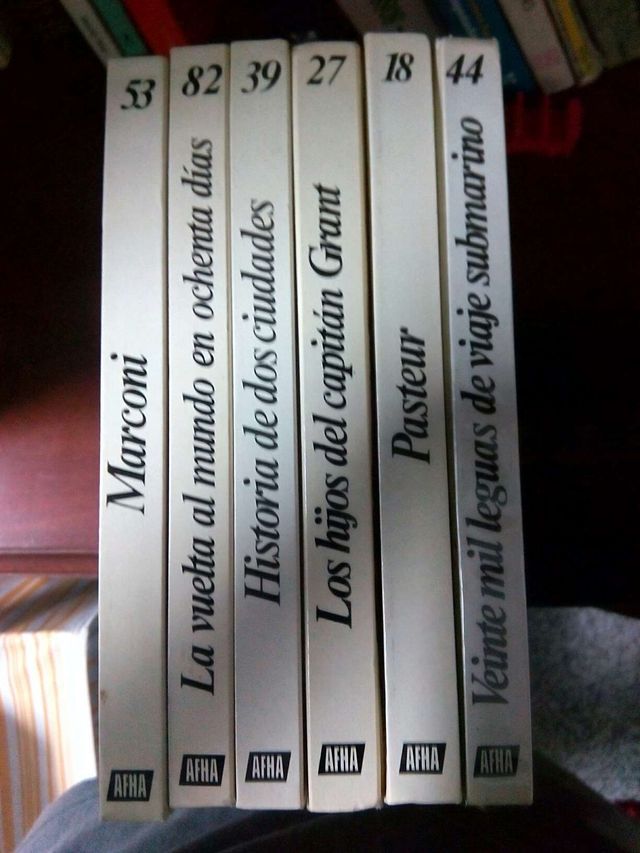 53
Marconi
AFHA
82
La vuelta al mundo en ochenta días
AFHA
39
Historia de dos ciudades
AFHA
27
Los hijos del capitán Grant
AFHA
18
Pasteur
AFHA
44
Veinte mil leguas de viaje submarino
AFHA